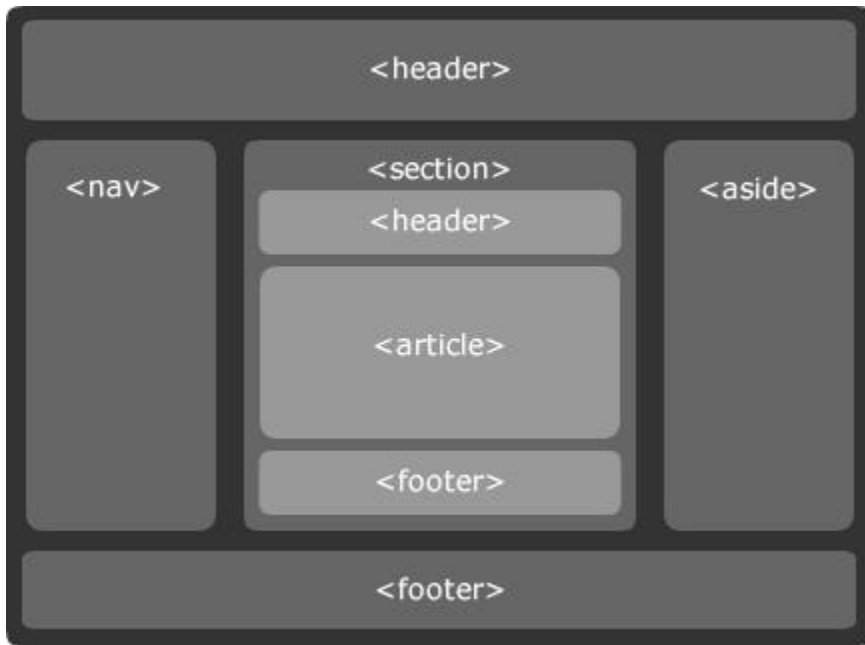 <header>
<nav>
<section>
<aside>
<header>
<article>
<footer>
<footer>